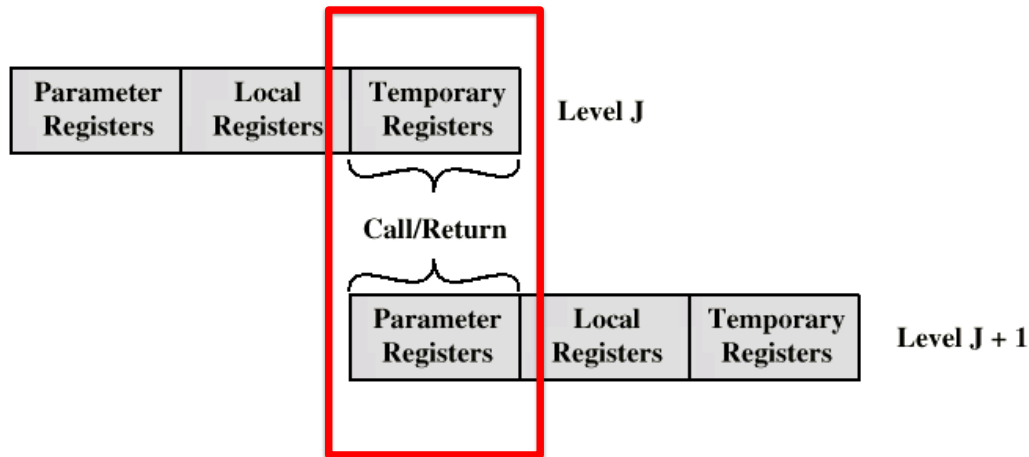 Parameter Registers
Local Registers
Temporary Registers
Level J
Call/Return
Parameter Registers
Local Registers
Temporary Registers
Level J + 1